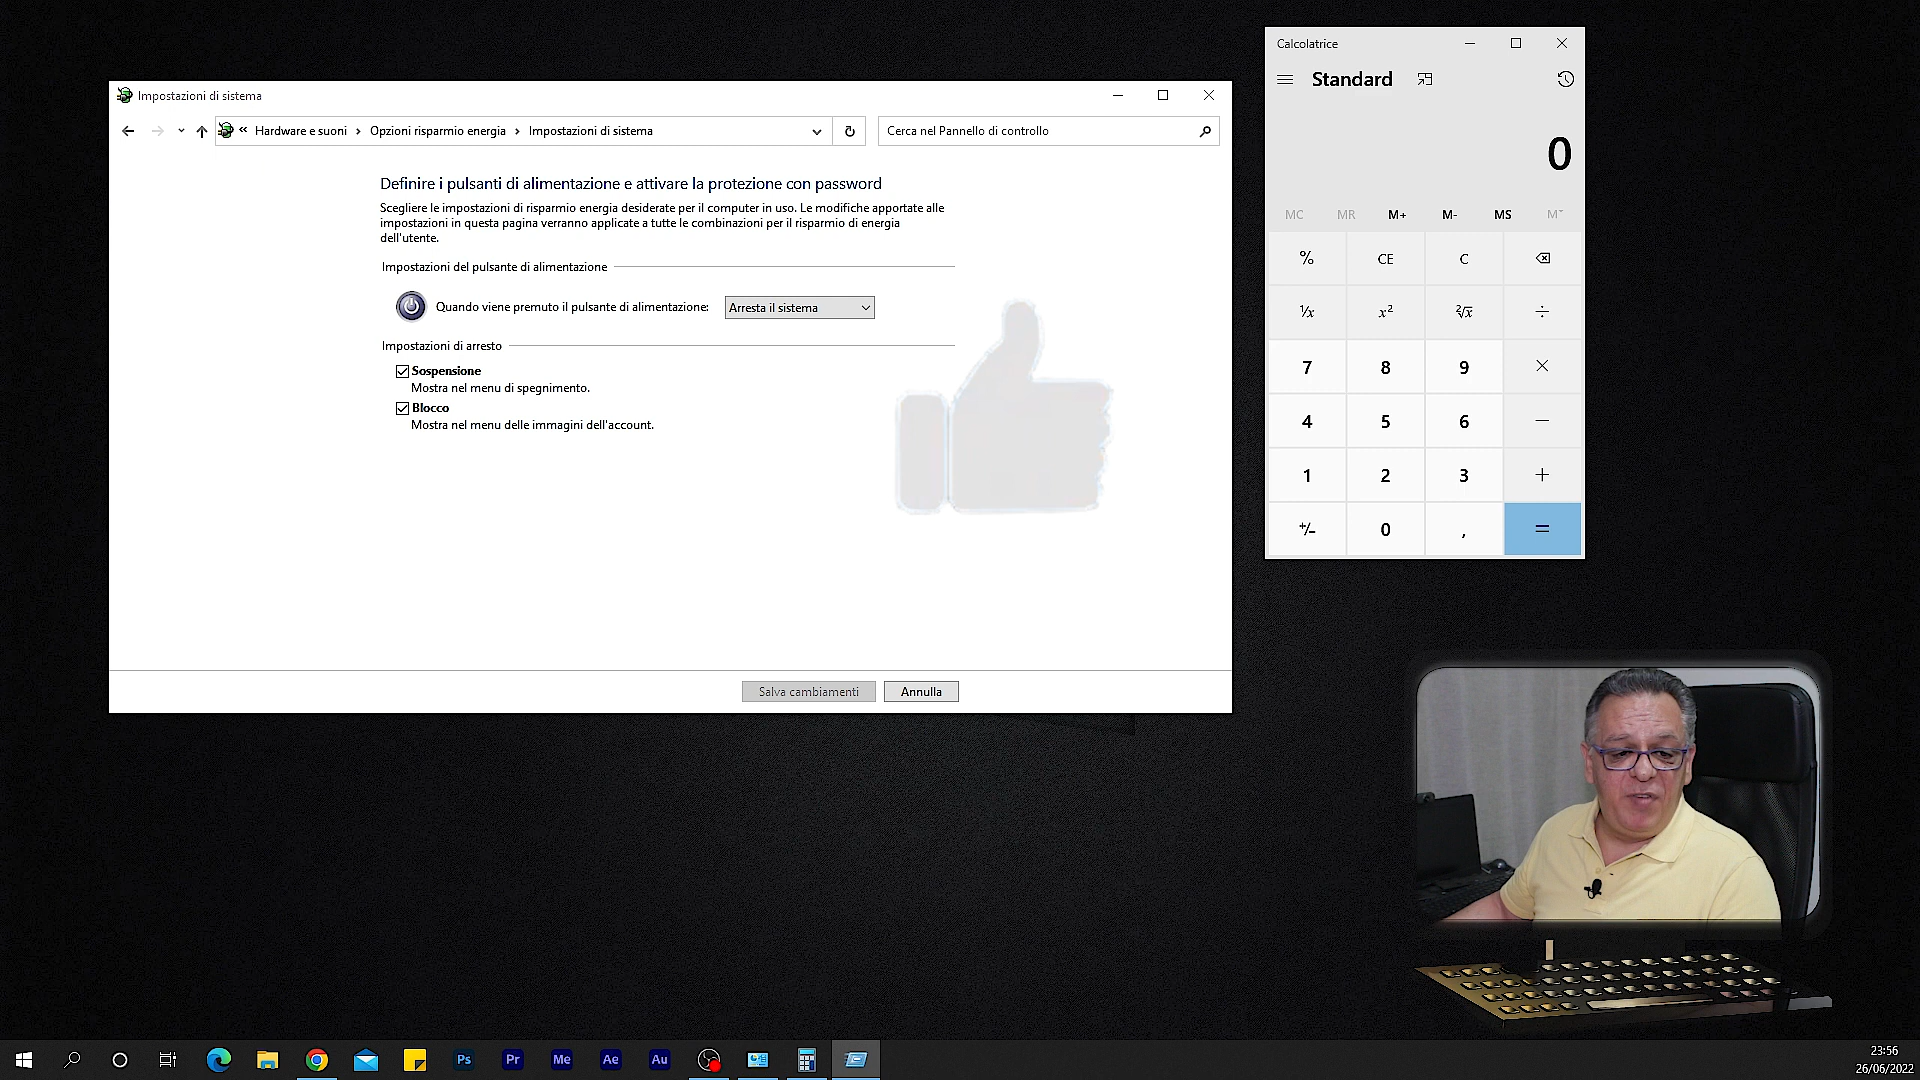 Impostazioni di sistema
« Hardware e suoni › Opzioni risparmio energia › Impostazioni di sistema
Cerca nel Pannello di controllo
Definire i pulsanti di alimentazione e attivare la protezione con password
Scegliere le impostazioni di risparmio energia desiderate per il computer in uso. Le modifiche apportate alle
impostazioni in questa pagina verranno applicate a tutte le combinazioni per il risparmio di energia
dell'utente.
Impostazioni del pulsante di alimentazione
Quando viene premuto il pulsante di alimentazione: Arresta il sistema
Impostazioni di arresto
Sospensione
Mostra nel menu di spegnimento.
Blocco
Mostra nel menu delle immagini dell'account.
Salva cambiamenti Annulla
Calcolatrice
Standard
0
MC MR M+ M- MS M˅
% CE C
¹/x x² ²√x ÷
7 8 9 ×
4 5 6 −
1 2 3 +
+/− 0 , =
Ps Pr Me Ae Au
23:56
26/06/2022